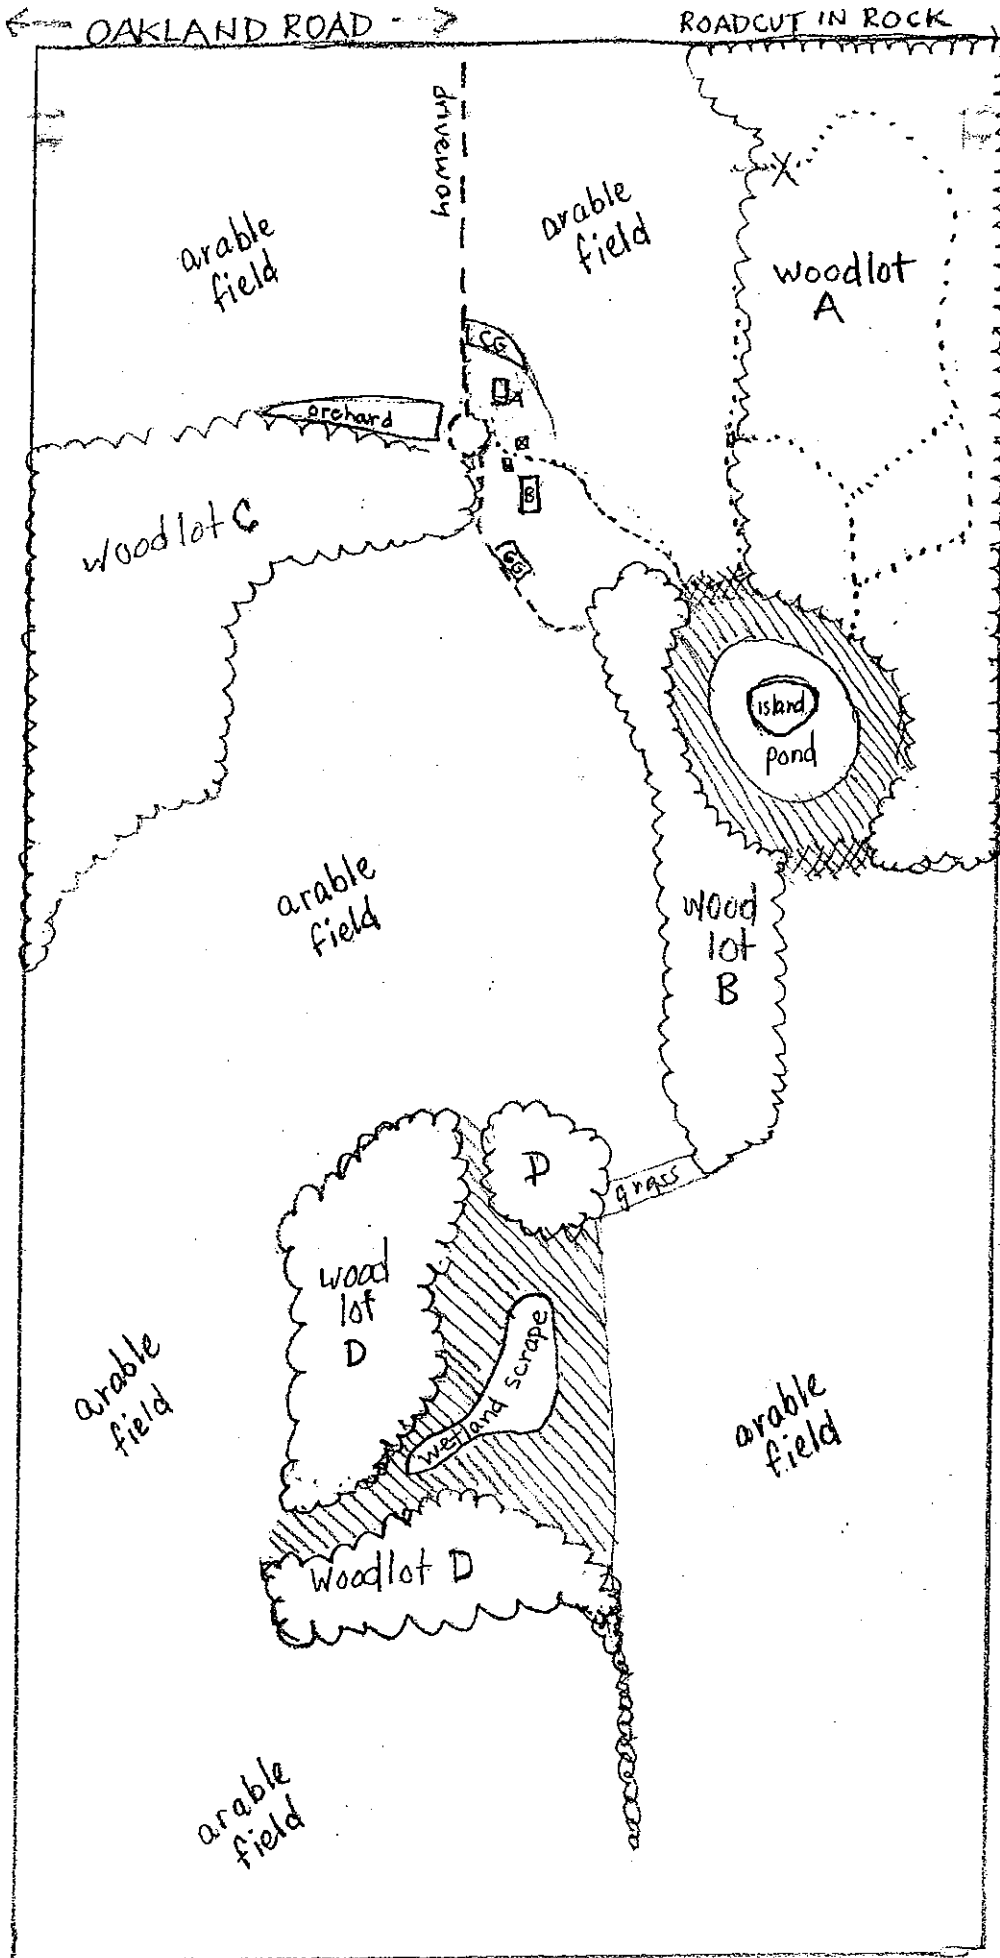 OAKLAND ROAD
ROADCUT IN ROCK
driveway
arable
field
arable
field
X
woodlot
A
CG
A
orchard
B
woodlot C
GG
island
pond
arable
field
wood
lot
B
D
grass
wood
lot
D
wetland scrape
arable
field
arable
field
Woodlot D
arable
field